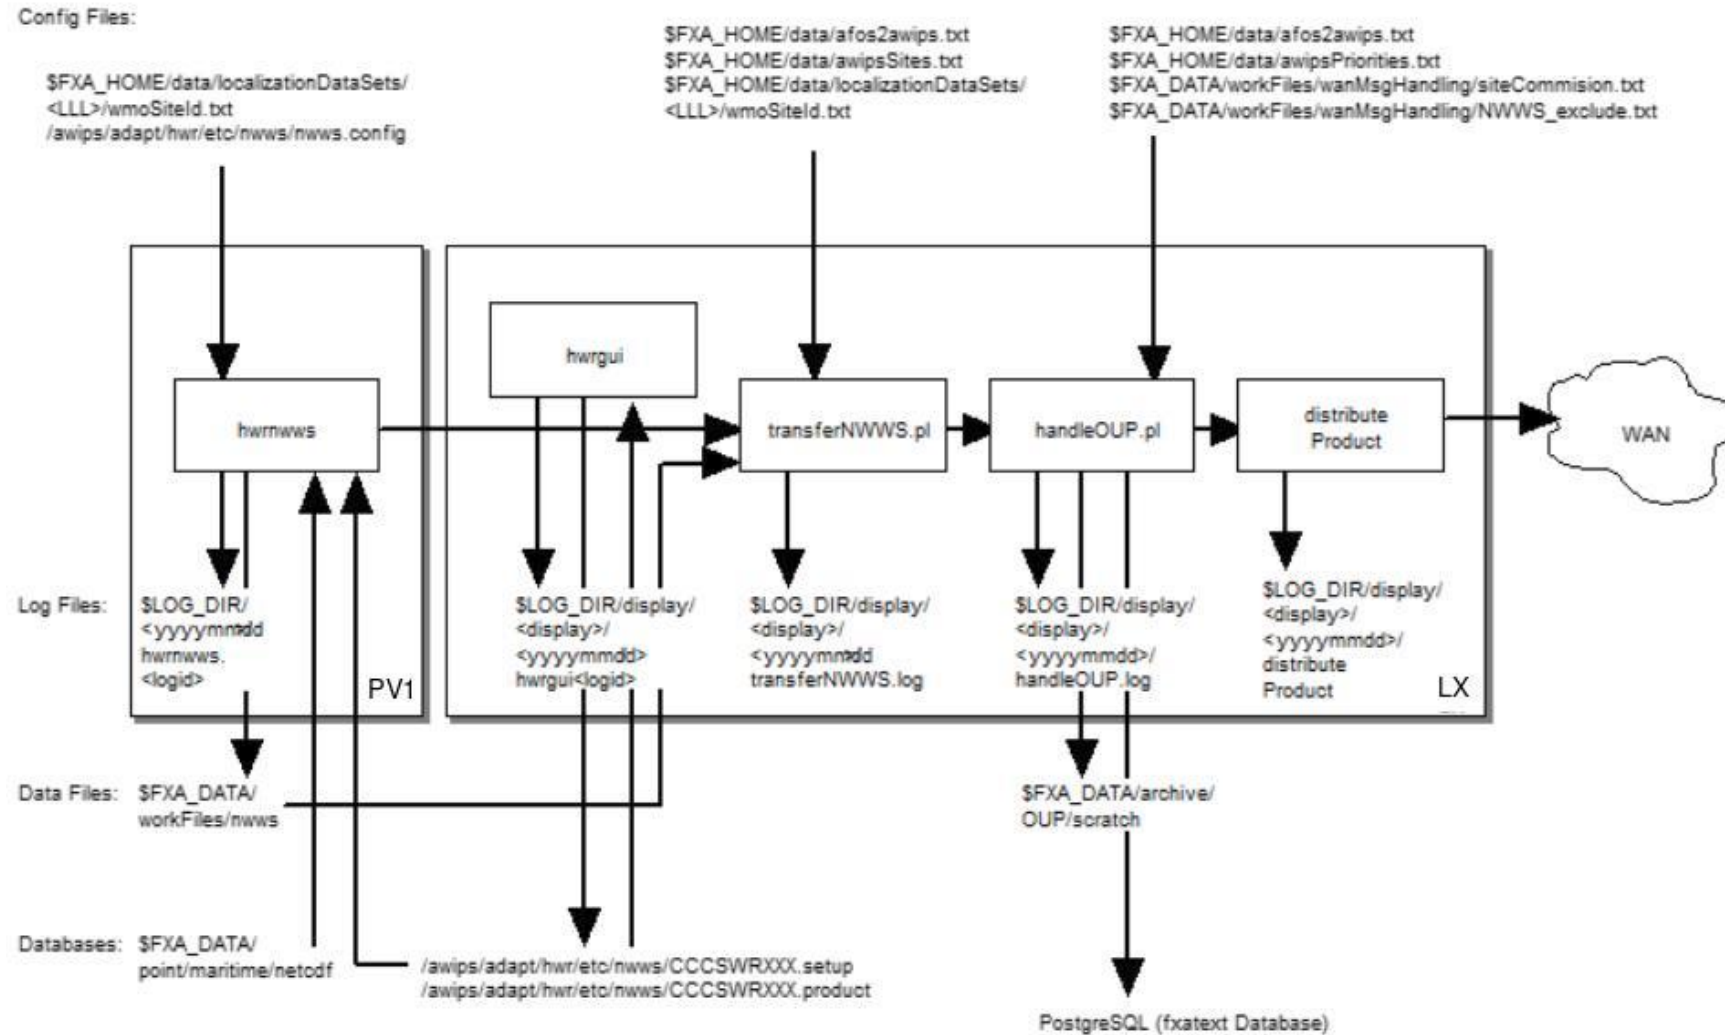 Config Files:
$FXA_HOME/data/localizationDataSets/
<LLL>/wmoSiteId.txt
/awips/adapt/hwr/etc/nwws/nwws.config
$FXA_HOME/data/afos2awips.txt
$FXA_HOME/data/awipsSites.txt
$FXA_HOME/data/localizationDataSets/
<LLL>/wmoSiteId.txt
$FXA_HOME/data/afos2awips.txt
$FXA_HOME/data/awipsPriorities.txt
$FXA_DATA/workFiles/wanMsgHandling/siteCommision.txt
$FXA_DATA/workFiles/wanMsgHandling/NWWS_exclude.txt
hwrnwws
hwrgui
transferNWWS.pl
handleOUP.pl
distribute
Product
WAN
Log Files:
$LOG_DIR/
<yyyymmdd
hwrnwws.
<logid>
PV1
$LOG_DIR/display/
<display>/
<yyyymmdd>
hwrgui<logid>
$LOG_DIR/display/
<display>/
<yyyymmdd
transferNWWS.log
$LOG_DIR/display/
<display>/
<yyyymmdd>/
handleOUP.log
$LOG_DIR/display/
<display>/
<yyyymmdd>/
distribute
Product
LX
Data Files:
$FXA_DATA/
workFiles/nwws
$FXA_DATA/archive/
OUP/scratch
Databases:
$FXA_DATA/
point/maritime/netcdf
/awips/adapt/hwr/etc/nwws/CCCSWRXXX.setup
/awips/adapt/hwr/etc/nwws/CCCSWRXXX.product
PostgreSQL (fxatext Database)